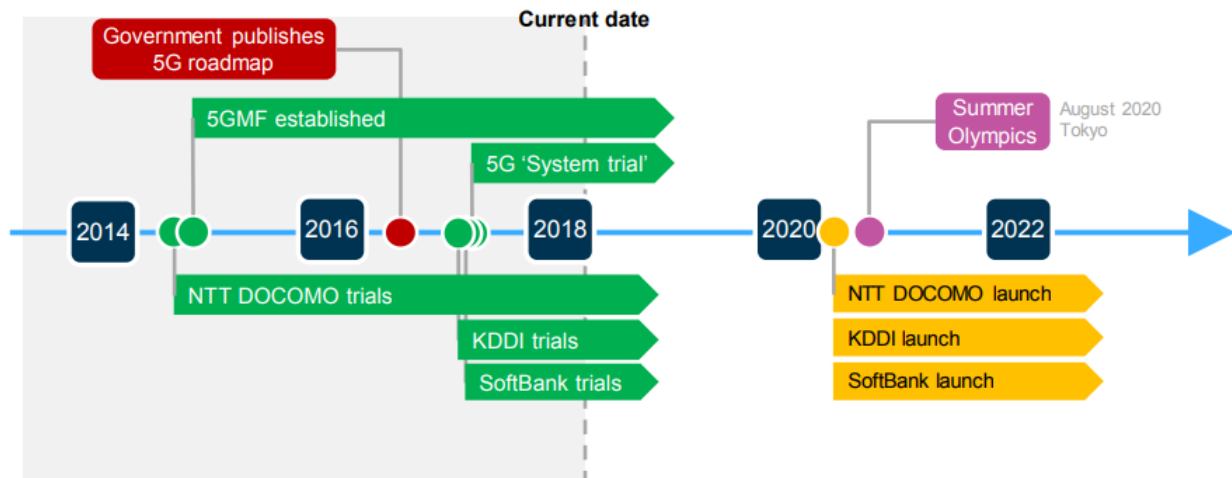 Current date
Government publishes
5G roadmap
5GMF established
Summer
Olympics
August 2020
Tokyo
5G ‘System trial’
2014
2016
2018
2020
2022
NTT DOCOMO trials
NTT DOCOMO launch
KDDI trials
KDDI launch
SoftBank trials
SoftBank launch